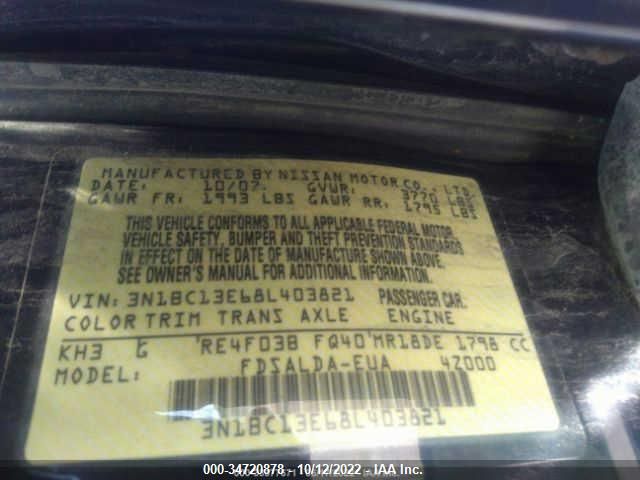 MANUFACTURED BY NISSAN MOTOR CO., LTD.
DATE: 10/07 GVWR: 3770 LBS
GAWR FR: 1993 LBS GAWR RR: 1795 LBS
THIS VEHICLE CONFORMS TO ALL APPLICABLE FEDERAL MOTOR
VEHICLE SAFETY, BUMPER AND THEFT PREVENTION STANDARDS
IN EFFECT ON THE DATE OF MANUFACTURE SHOWN ABOVE.
SEE OWNER'S MANUAL FOR ADDITIONAL INFORMATION.
VIN: 3N1BC13E68L403821 PASSENGER CAR.
COLOR TRIM TRANS AXLE ENGINE
KH3 G RE4F03B FQ40 MR18DE 1798 CC
MODEL: FDSALDA-EUA 4Z000
3N1BC13E68L403821
000-34720878 - 10/12/2022 - IAA Inc.